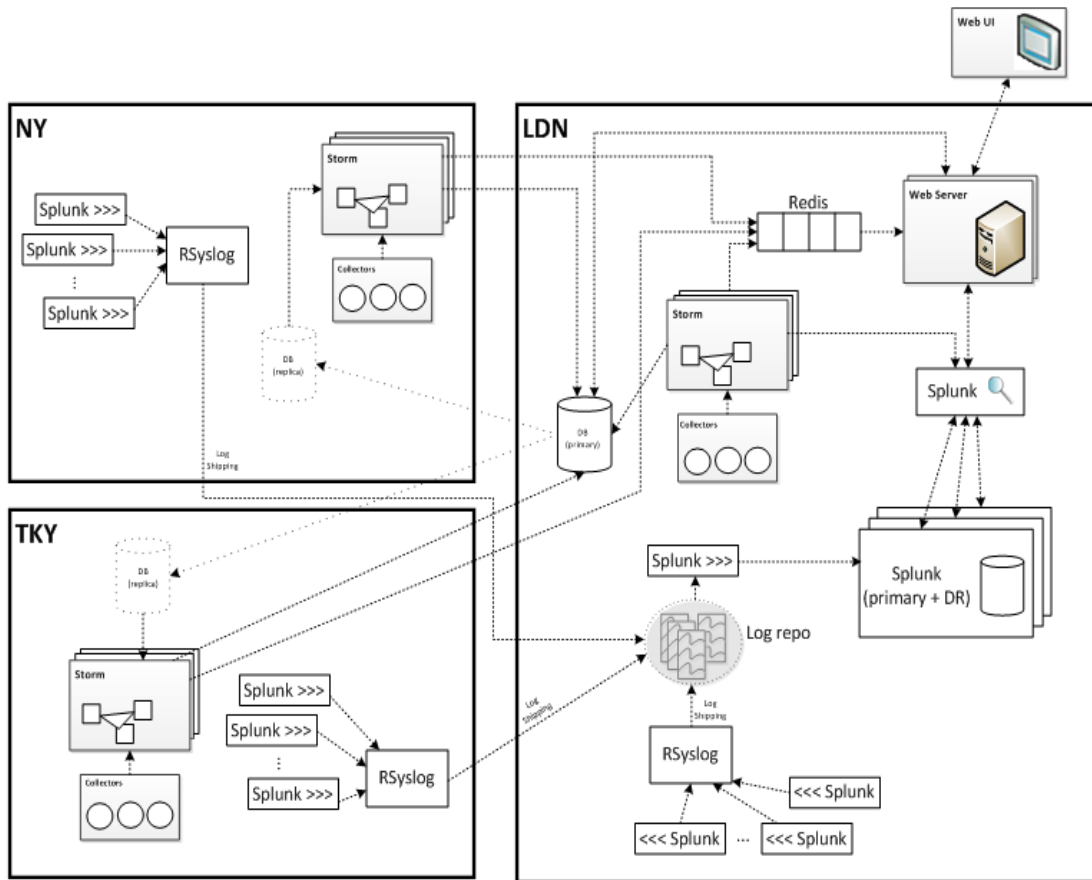 Web UI
NY
Storm
Splunk >>>
Splunk >>>
⋮
Splunk >>>
RSyslog
Collectors
DB
(replica)
Log
Shipping
LDN
Redis
Web Server
Storm
Collectors
DB
(primary)
Splunk
Splunk
(primary + DR)
Splunk >>>
Log repo
Log
Shipping
RSyslog
<<< Splunk
<<< Splunk
...
<<< Splunk
TKY
DB
(replica)
Storm
Collectors
Splunk >>>
Splunk >>>
⋮
Splunk >>>
RSyslog
Log
Shipping